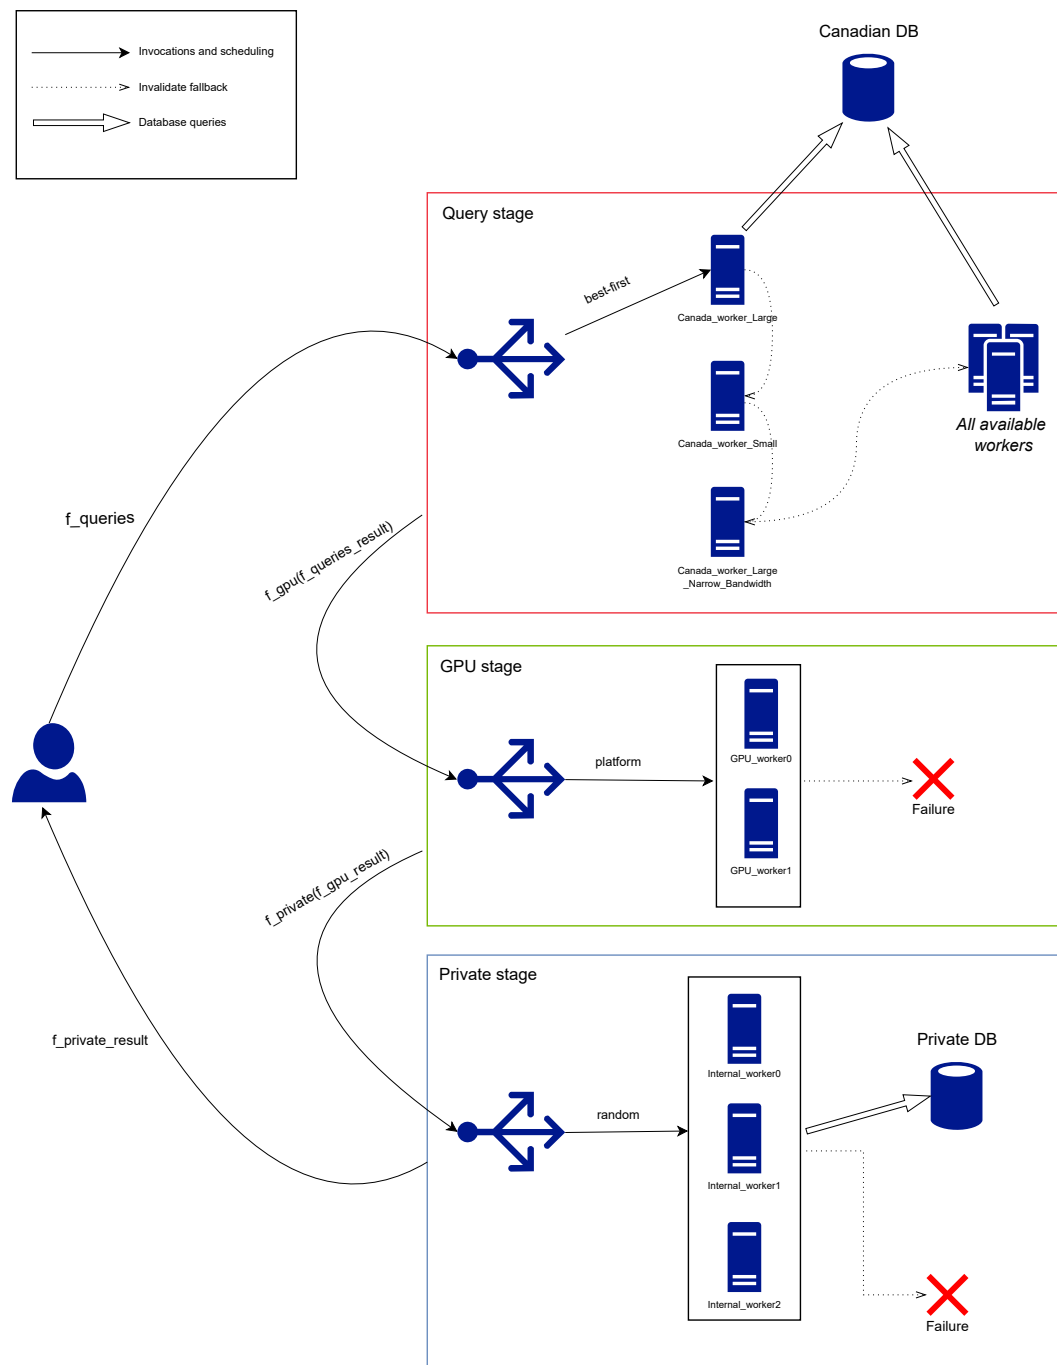 Invocations and scheduling
Invalidate fallback
Database queries
Canadian DB
Query stage
best-first
Canada_worker_Large
Canada_worker_Small
All available
workers
Canada_worker_Large
_Narrow_Bandwidth
f_queries
f_gpu(f_queries_result)
GPU stage
platform
GPU_worker0
GPU_worker1
Failure
f_private(f_gpu_result)
Private stage
f_private_result
random
Internal_worker0
Internal_worker1
Internal_worker2
Private DB
Failure